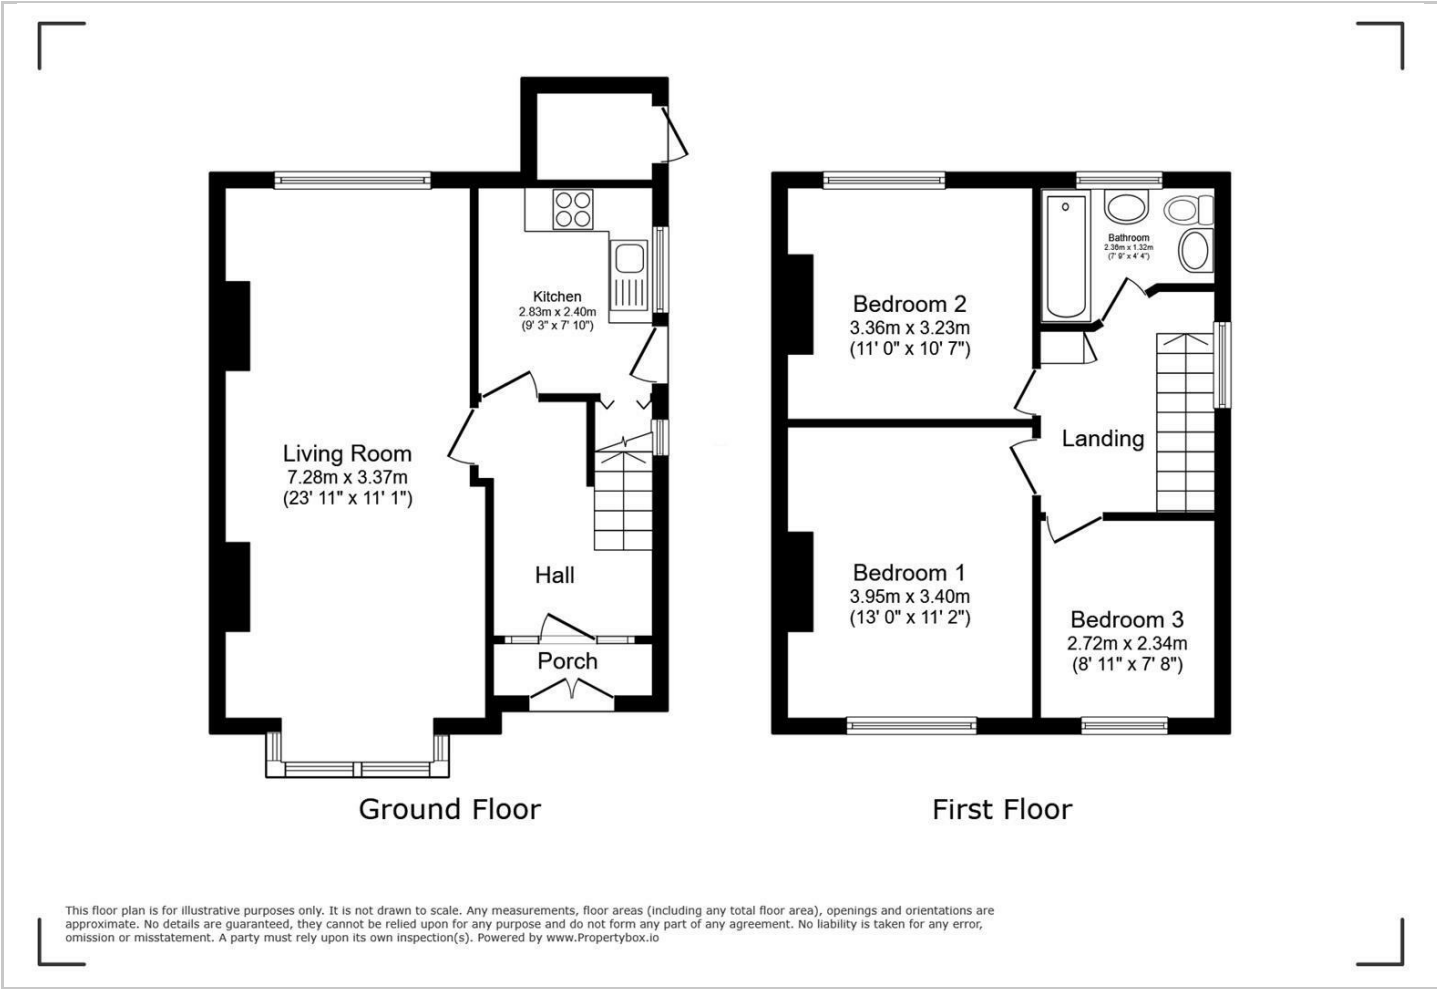 Kitchen
2.83m x 2.40m
(9' 3" x 7' 10")
Living Room
7.28m x 3.37m
(23' 11" x 11' 1")
Hall
Porch
Ground Floor
Bathroom
2.36m x 1.32m
(7' 9" x 4' 4")
Bedroom 2
3.36m x 3.23m
(11' 0" x 10' 7")
Landing
Bedroom 1
3.95m x 3.40m
(13' 0" x 11' 2")
Bedroom 3
2.72m x 2.34m
(8' 11" x 7' 8")
First Floor
This floor plan is for illustrative purposes only. It is not drawn to scale. Any measurements, floor areas (including any total floor area), openings and orientations are
approximate. No details are guaranteed, they cannot be relied upon for any purpose and do not form any part of any agreement. No liability is taken for any error,
omission or misstatement. A party must rely upon its own inspection(s). Powered by www.Propertybox.io